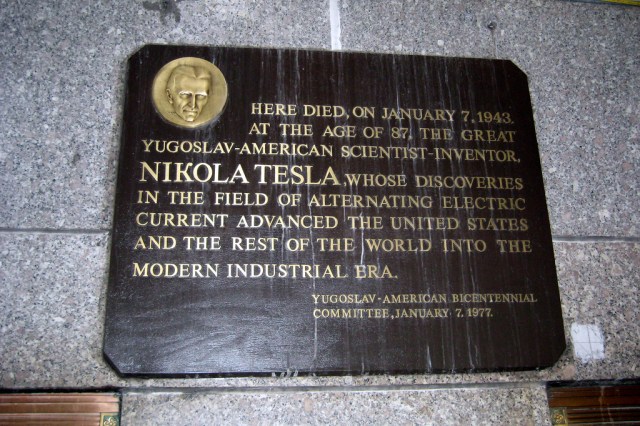 HERE DIED, ON JANUARY 7, 1943,
AT THE AGE OF 87, THE GREAT
YUGOSLAV-AMERICAN SCIENTIST-INVENTOR,
NIKOLA TESLA, WHOSE DISCOVERIES
IN THE FIELD OF ALTERNATING ELECTRIC
CURRENT ADVANCED THE UNITED STATES
AND THE REST OF THE WORLD INTO THE
MODERN INDUSTRIAL ERA.
YUGOSLAV-AMERICAN BICENTENNIAL
COMMITTEE, JANUARY 7, 1977.